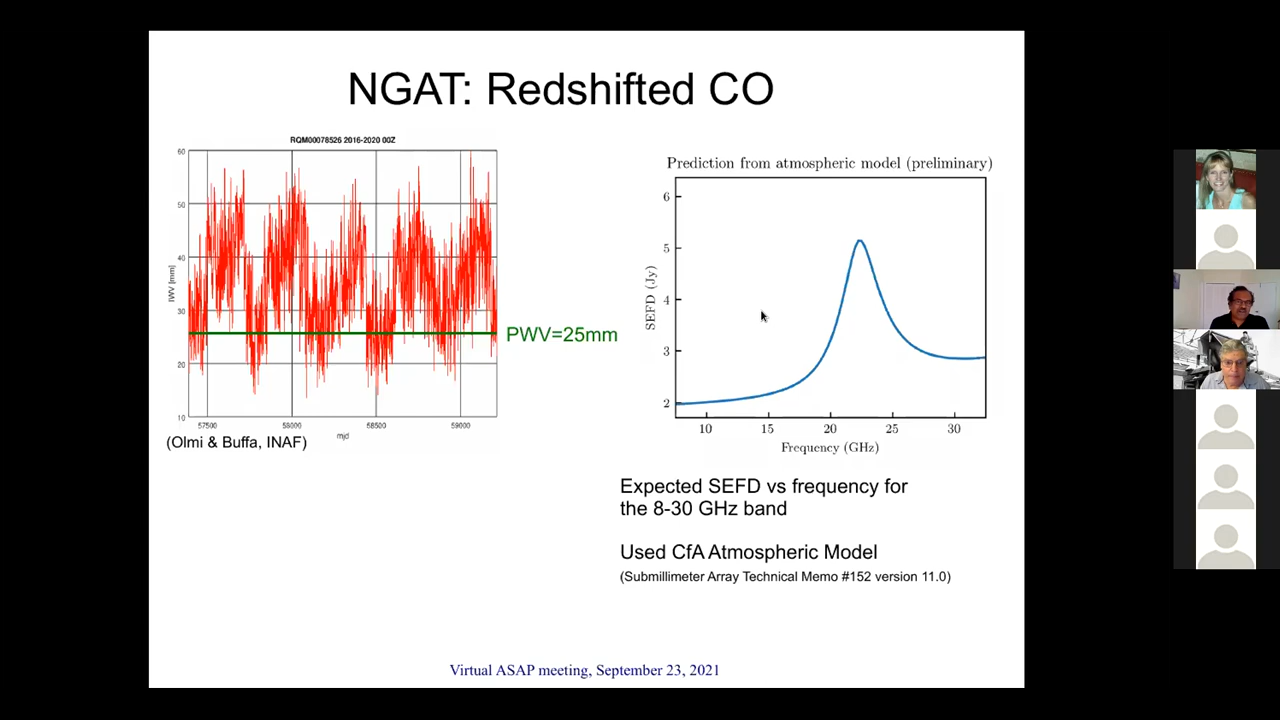 NGAT: Redshifted CO
RQM00078526 2016-2020 00Z
60
50
40
30
20
10
IWV [mm]
57500
58000
58500
59000
mjd
PWV=25mm
(Olmi & Buffa, INAF)
Prediction from atmospheric model (preliminary)
6
5
4
3
2
SEFD (Jy)
10
15
20
25
30
Frequency (GHz)
Expected SEFD vs frequency for
the 8-30 GHz band
Used CfA Atmospheric Model
(Submillimeter Array Technical Memo #152 version 11.0)
Virtual ASAP meeting, September 23, 2021